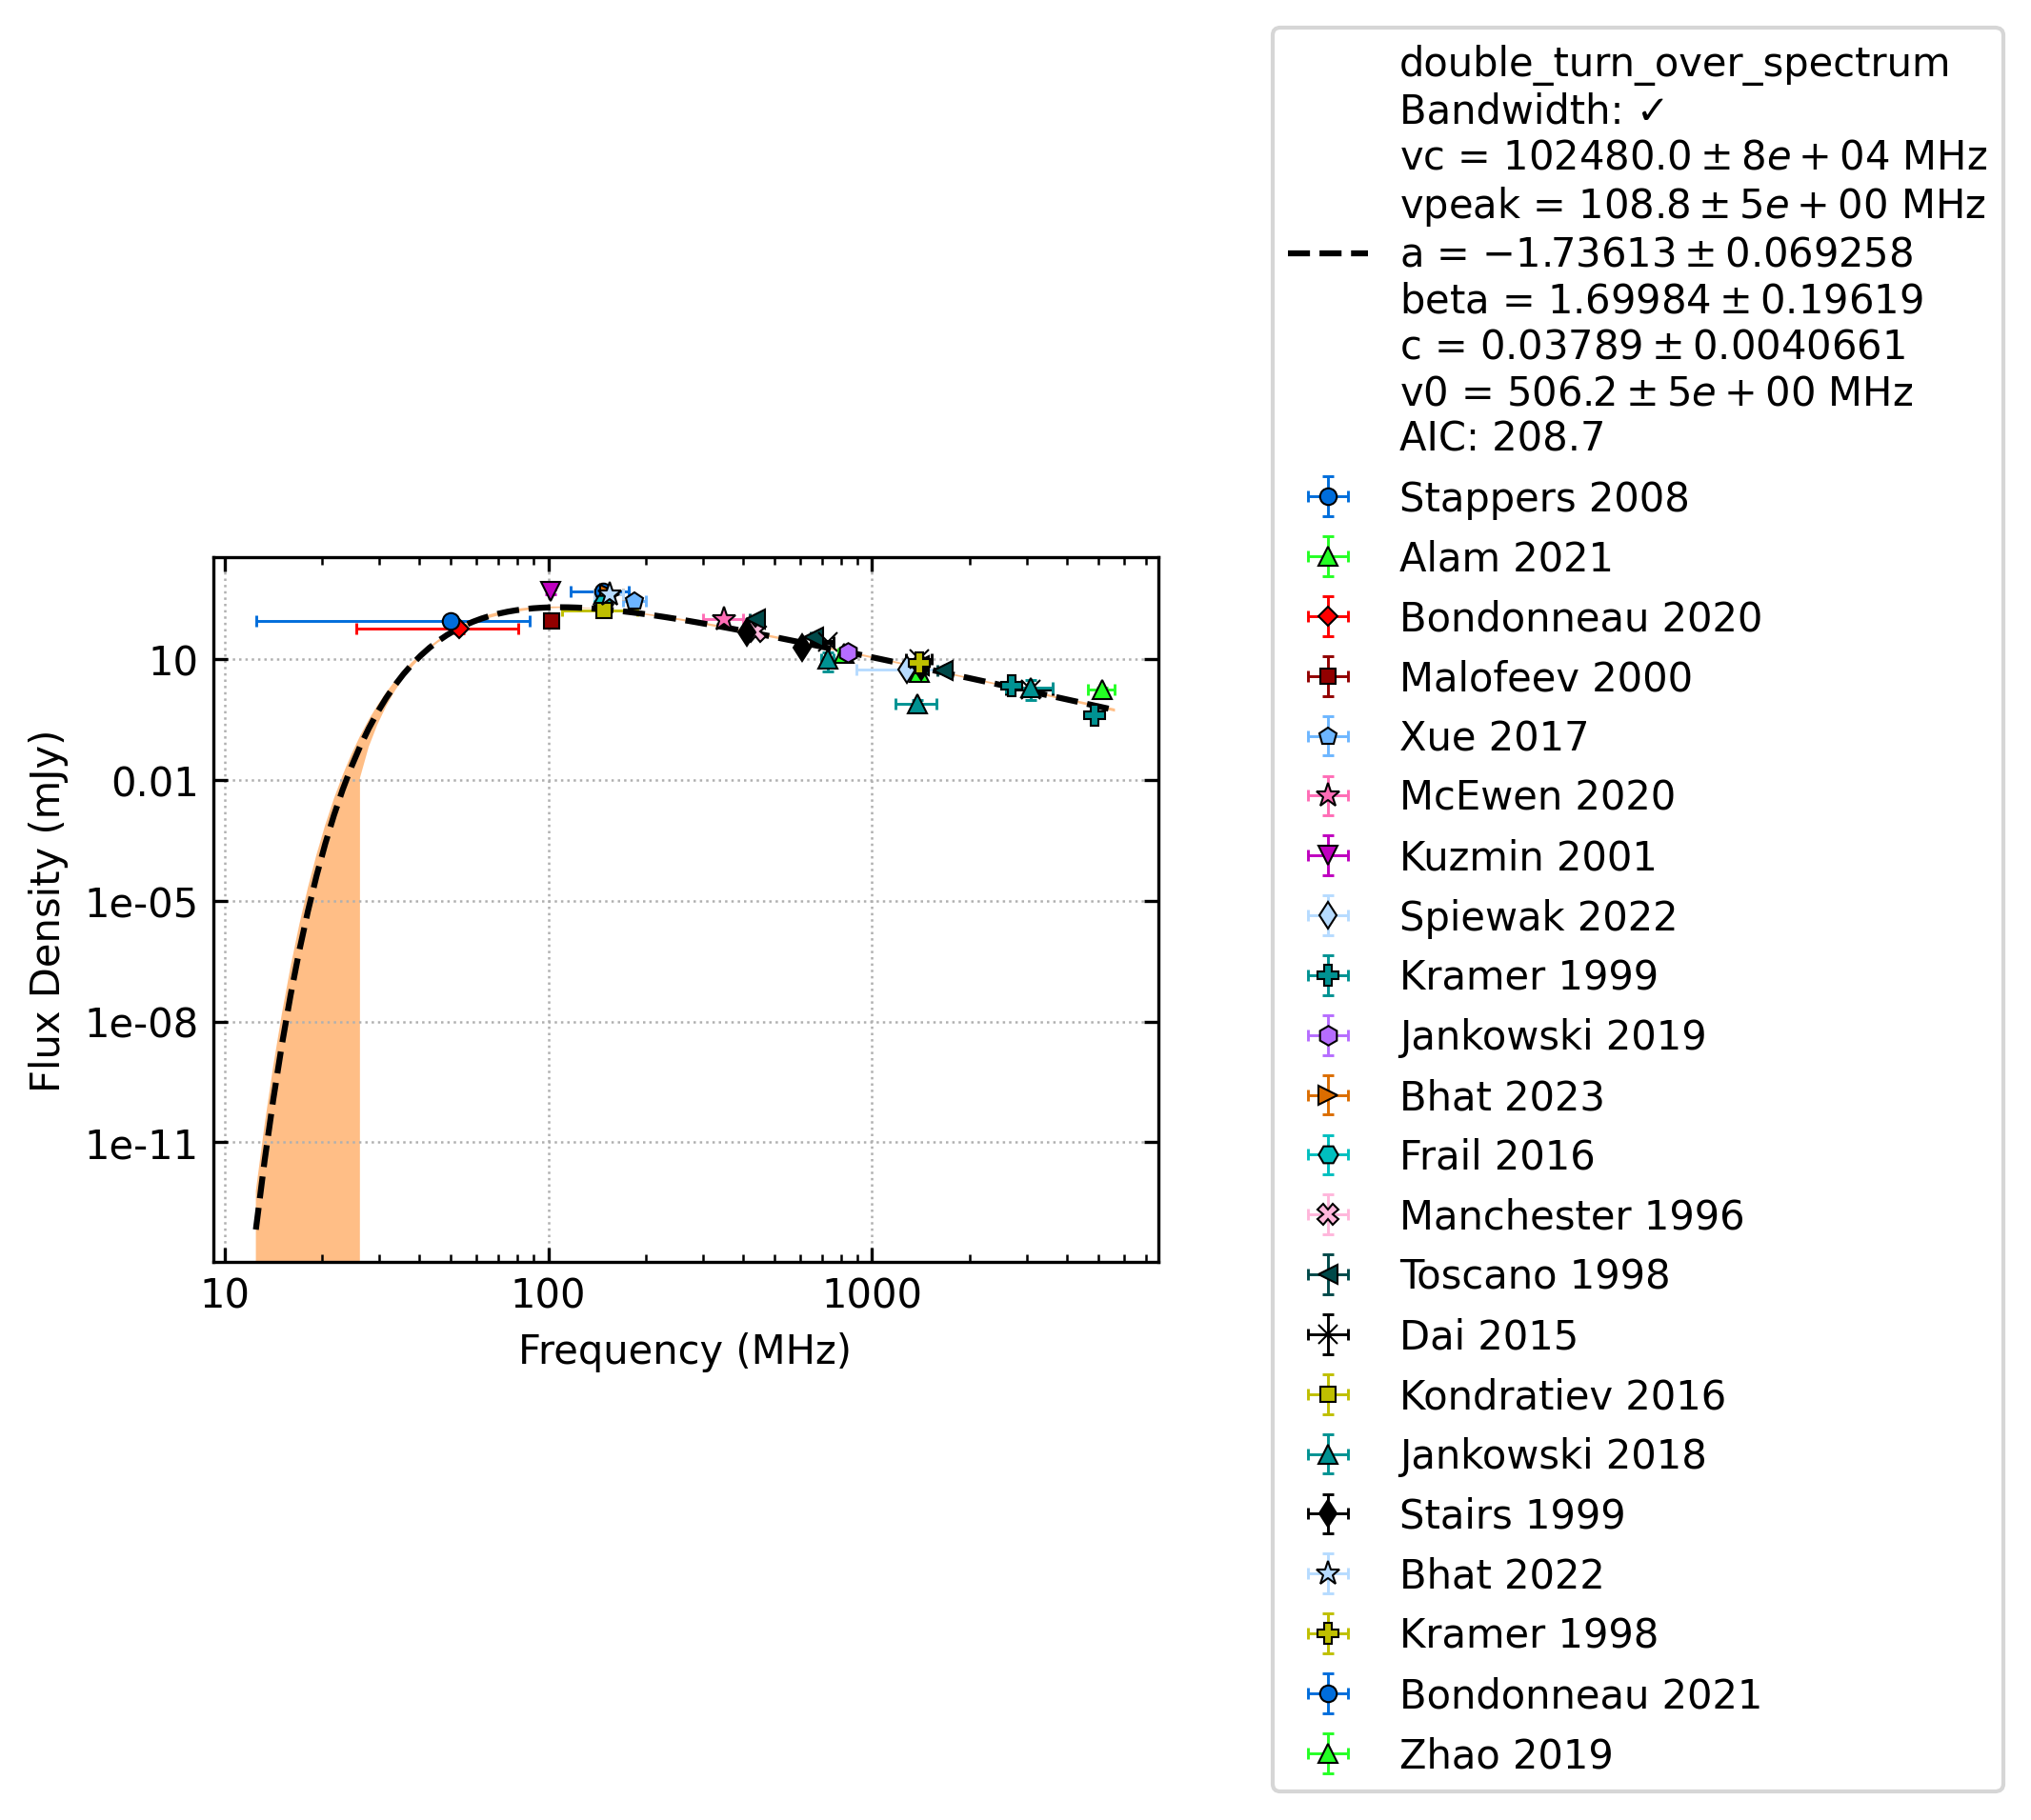 double_turn_over_spectrum
Bandwidth: ✓
vc = 102480.0 ± 8e + 04 MHz
vpeak = 108.8 ± 5e + 00 MHz
a = −1.73613 ± 0.069258
beta = 1.69984 ± 0.19619
c = 0.03789 ± 0.0040661
v0 = 506.2 ± 5e + 00 MHz
AIC: 208.7
Stappers 2008
Alam 2021
Bondonneau 2020
Malofeev 2000
Xue 2017
McEwen 2020
Kuzmin 2001
Spiewak 2022
Kramer 1999
Jankowski 2019
Bhat 2023
Frail 2016
Manchester 1996
Toscano 1998
Dai 2015
Kondratiev 2016
Jankowski 2018
Stairs 1999
Bhat 2022
Kramer 1998
Bondonneau 2021
Zhao 2019
Flux Density (mJy)
10
0.01
1e-05
1e-08
1e-11
10 100 1000
Frequency (MHz)